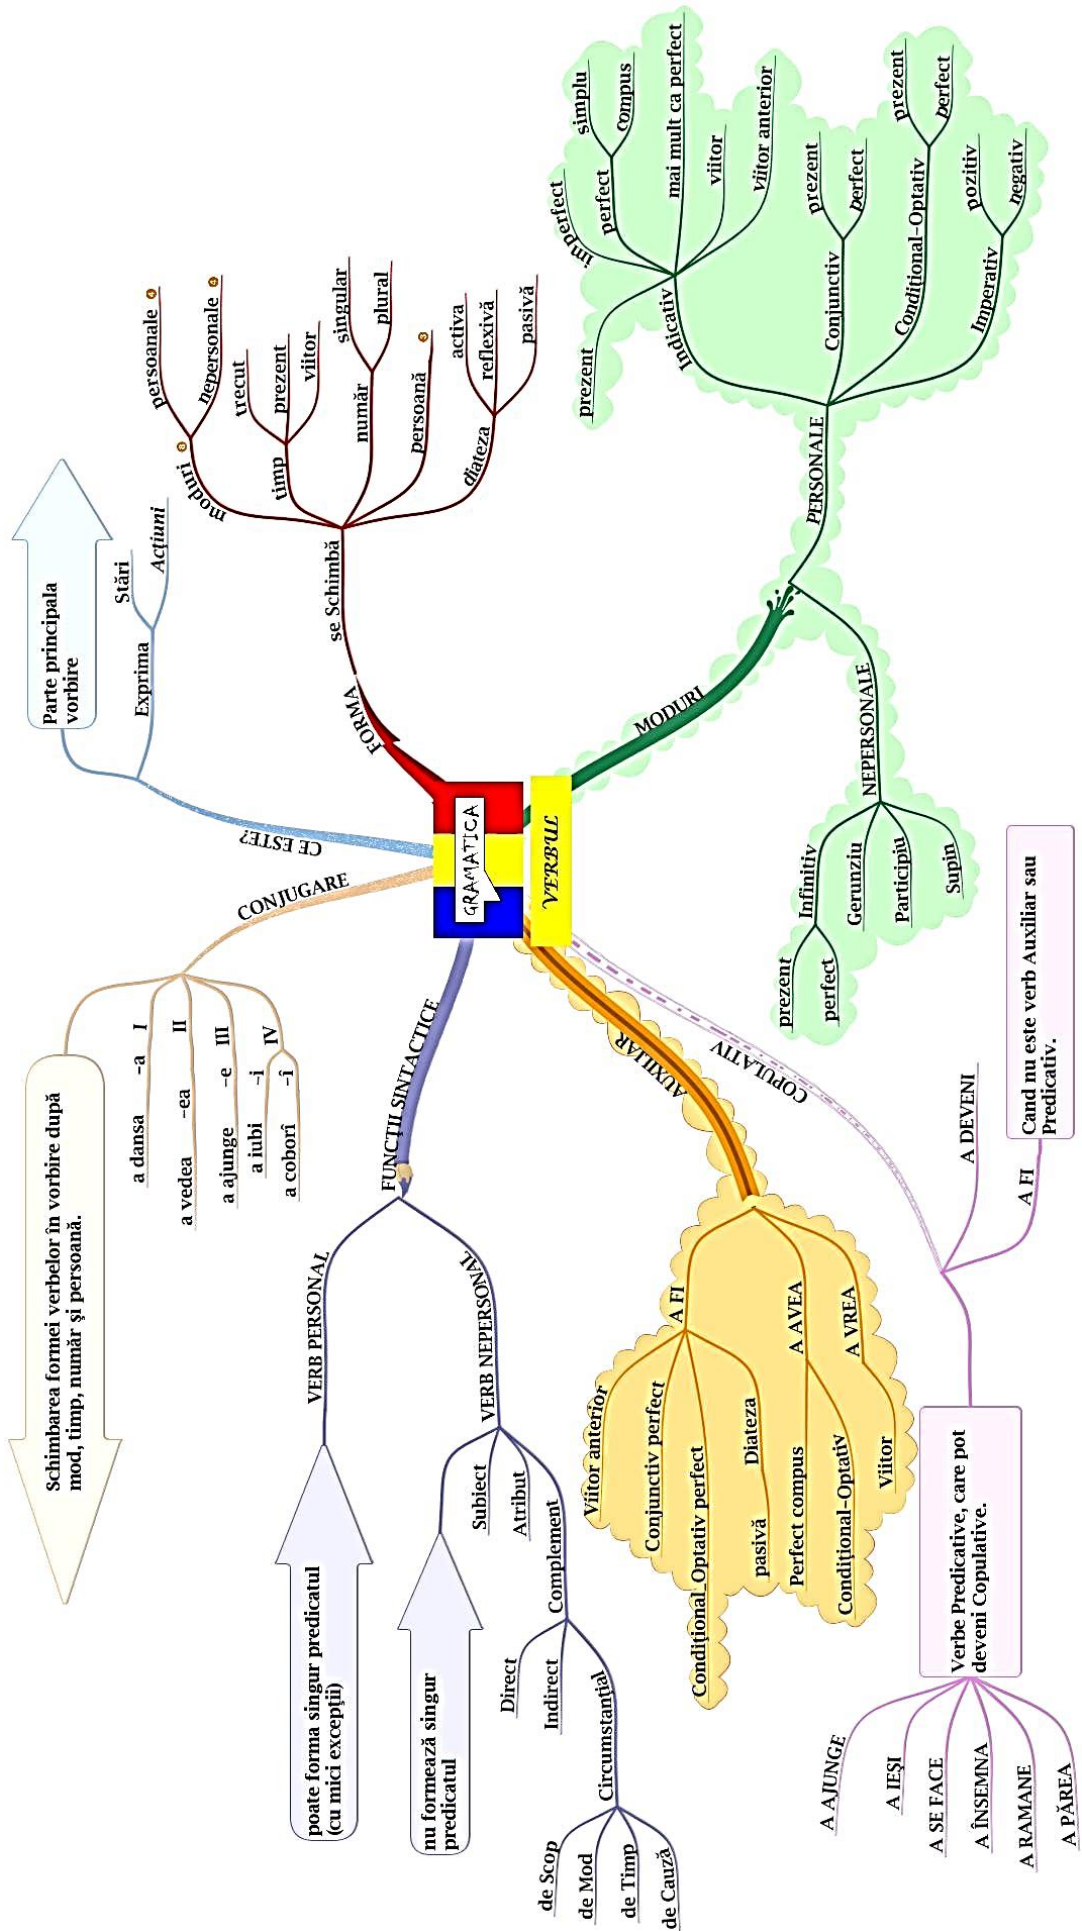 GRAMATICA
VERBUL
CE ESTE?
Parte principala
vorbire
Exprima
Stări
Acțiuni
FORMA
se Schimbă
moduri
persoanale
nepersonale
timp
trecut
prezent
viitor
număr
singular
plural
persoană
diateza
activa
reflexivă
pasivă
MODURI
PERSONALE
Indicativ
prezent
imperfect
perfect
simplu
compus
mai mult ca perfect
viitor
viitor anterior
Conjunctiv
prezent
perfect
Condițional-Optativ
prezent
perfect
Imperativ
pozitiv
negativ
NEPERSONALE
Infinitiv
prezent
perfect
Gerunziu
Participiu
Supin
CONJUGARE
Schimbarea formei verbelor în vorbire după
mod, timp, număr și persoană.
a dansa -a I
a vedea -ea II
a ajunge -e III
IV
a iubi -i
a coborî -î
FUNCȚII SINTACTICE
VERB PERSONAL
poate forma singur predicatul
(cu mici excepții)
VERB NEPERSONAL
nu formează singur
predicatul
Subiect
Atribut
Complement
Direct
Indirect
Circumstanțial
de Scop
de Mod
de Timp
de Cauză
AUXILIAR
A FI
Viitor anterior
Conjunctiv perfect
Condițional_Optativ perfect
Diateza
pasivă
A AVEA
Perfect compus
Condițional-Optativ
A VREA
Viitor
COPULATIV
A DEVENI
A FI
Cand nu este verb Auxiliar sau
Predicativ.
Verbe Predicative, care pot
deveni Copulative.
A AJUNGE
A IEȘI
A SE FACE
A ÎNSEMNA
A RAMANE
A PĂREA